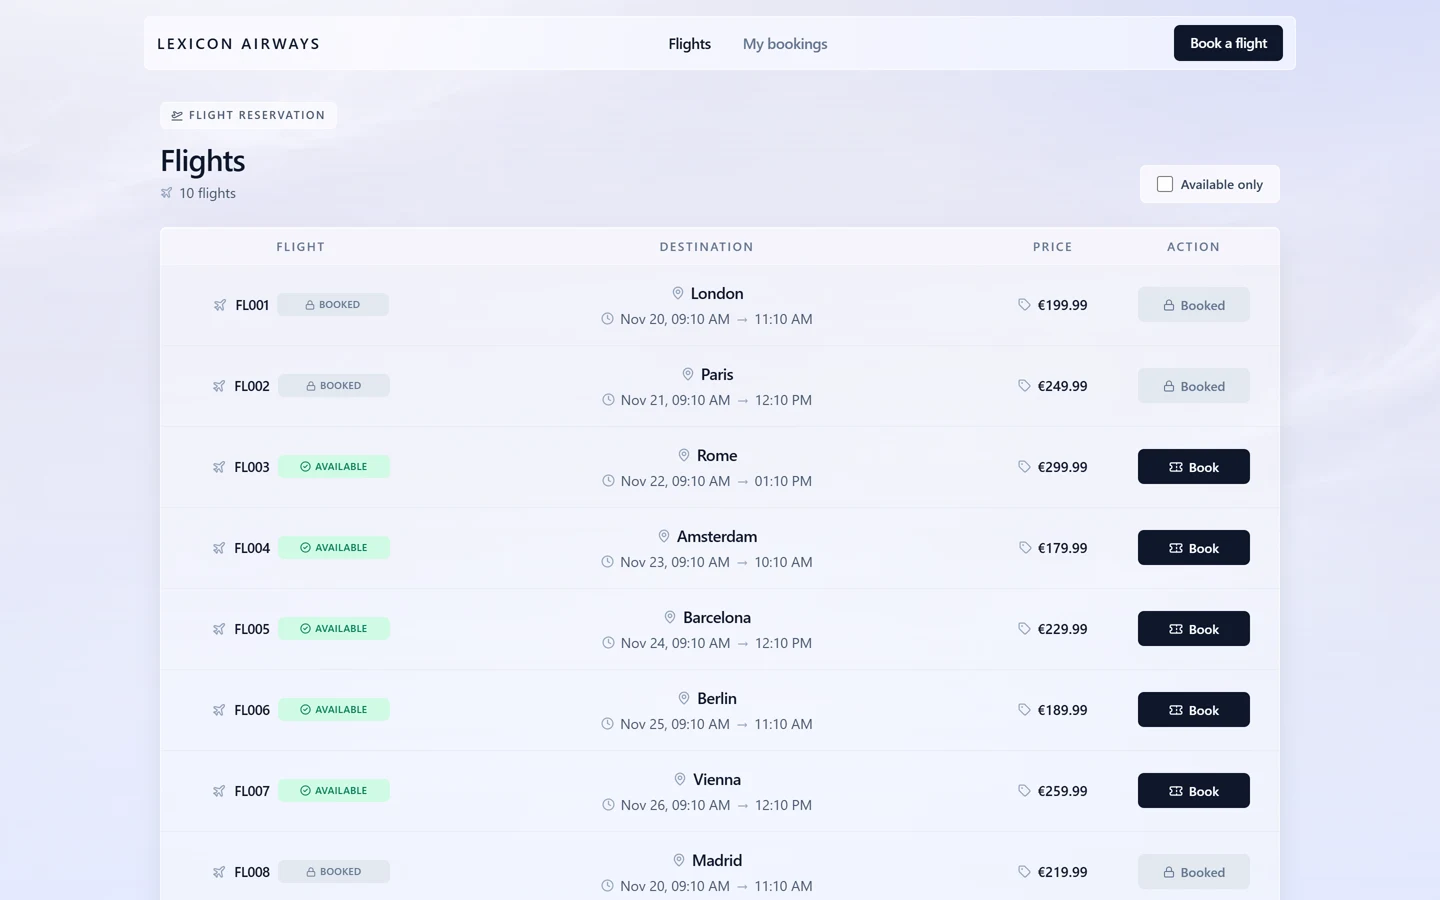 LEXICON AIRWAYS Flights My bookings Book a flight
FLIGHT RESERVATION
Flights
10 flights
Available only
FLIGHT DESTINATION PRICE ACTION
FL001 BOOKED London €199.99 Booked
Nov 20, 09:10 AM → 11:10 AM
FL002 BOOKED Paris €249.99 Booked
Nov 21, 09:10 AM → 12:10 PM
FL003 AVAILABLE Rome €299.99 Book
Nov 22, 09:10 AM → 01:10 PM
FL004 AVAILABLE Amsterdam €179.99 Book
Nov 23, 09:10 AM → 10:10 AM
FL005 AVAILABLE Barcelona €229.99 Book
Nov 24, 09:10 AM → 12:10 PM
FL006 AVAILABLE Berlin €189.99 Book
Nov 25, 09:10 AM → 11:10 AM
FL007 AVAILABLE Vienna €259.99 Book
Nov 26, 09:10 AM → 12:10 PM
FL008 BOOKED Madrid €219.99 Booked
Nov 20, 09:10 AM → 11:10 AM